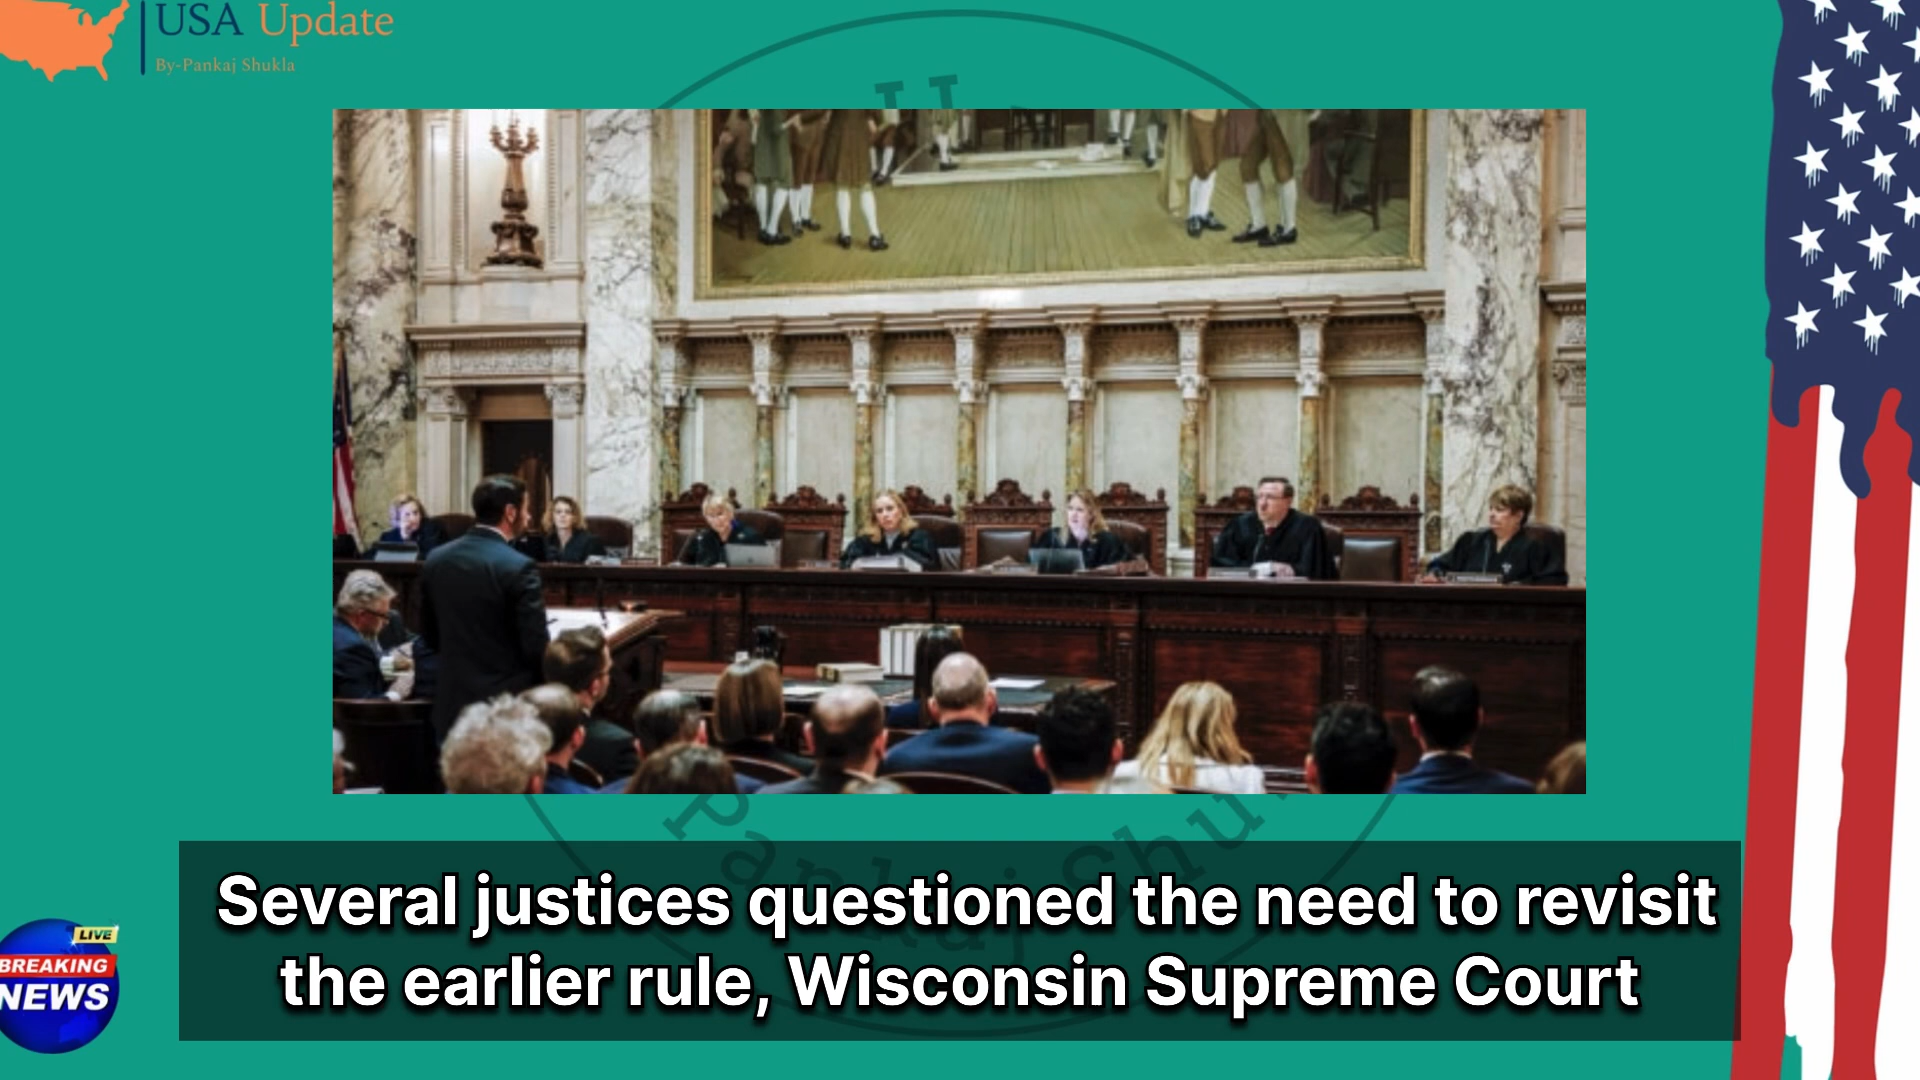 USA Update
By-Pankaj Shukla
LIVE
BREAKING
NEWS
Several justices questioned the need to revisit
the earlier rule, Wisconsin Supreme Court